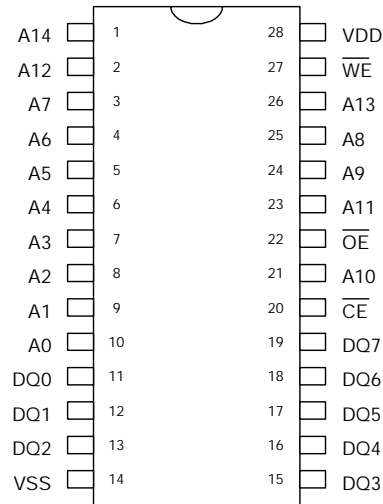 A14 1 28 VDD
A12 2 27 WE
A7 3 26 A13
A6 4 25 A8
A5 5 24 A9
A4 6 23 A11
A3 7 22 OE
A2 8 21 A10
A1 9 20 CE
A0 10 19 DQ7
DQ0 11 18 DQ6
DQ1 12 17 DQ5
DQ2 13 16 DQ4
VSS 14 15 DQ3